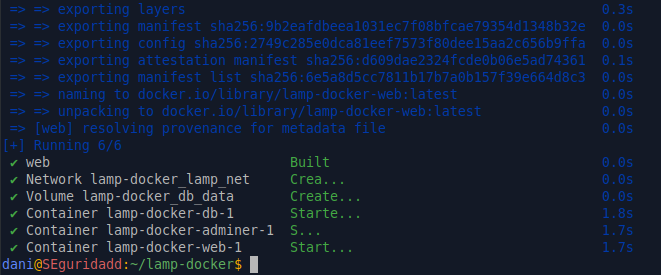 => => exporting layers 0.3s
=> => exporting manifest sha256:9b2eafdbeea1031ec7f08bfcae79354d1348b32e 0.0s
=> => exporting config sha256:2749c285e0dca81eef7573f80dee15aa2c656b9ffa 0.0s
=> => exporting attestation manifest sha256:d609dae2324fcde0b06e5ad74361 0.1s
=> => exporting manifest list sha256:6e5a8d5cc7811b17b7a0b157f39e664d8c3 0.0s
=> => naming to docker.io/library/lamp-docker-web:latest 0.0s
=> => unpacking to docker.io/library/lamp-docker-web:latest 0.0s
=> [web] resolving provenance for metadata file 0.0s
[+] Running 6/6
✔ web Built 0.0s
✔ Network lamp-docker_lamp_net Crea... 0.0s
✔ Volume lamp-docker_db_data Create... 0.0s
✔ Container lamp-docker-db-1 Starte... 1.8s
✔ Container lamp-docker-adminer-1 S... 1.7s
✔ Container lamp-docker-web-1 Start... 1.7s
dani@SEguridadd:~/lamp-docker$